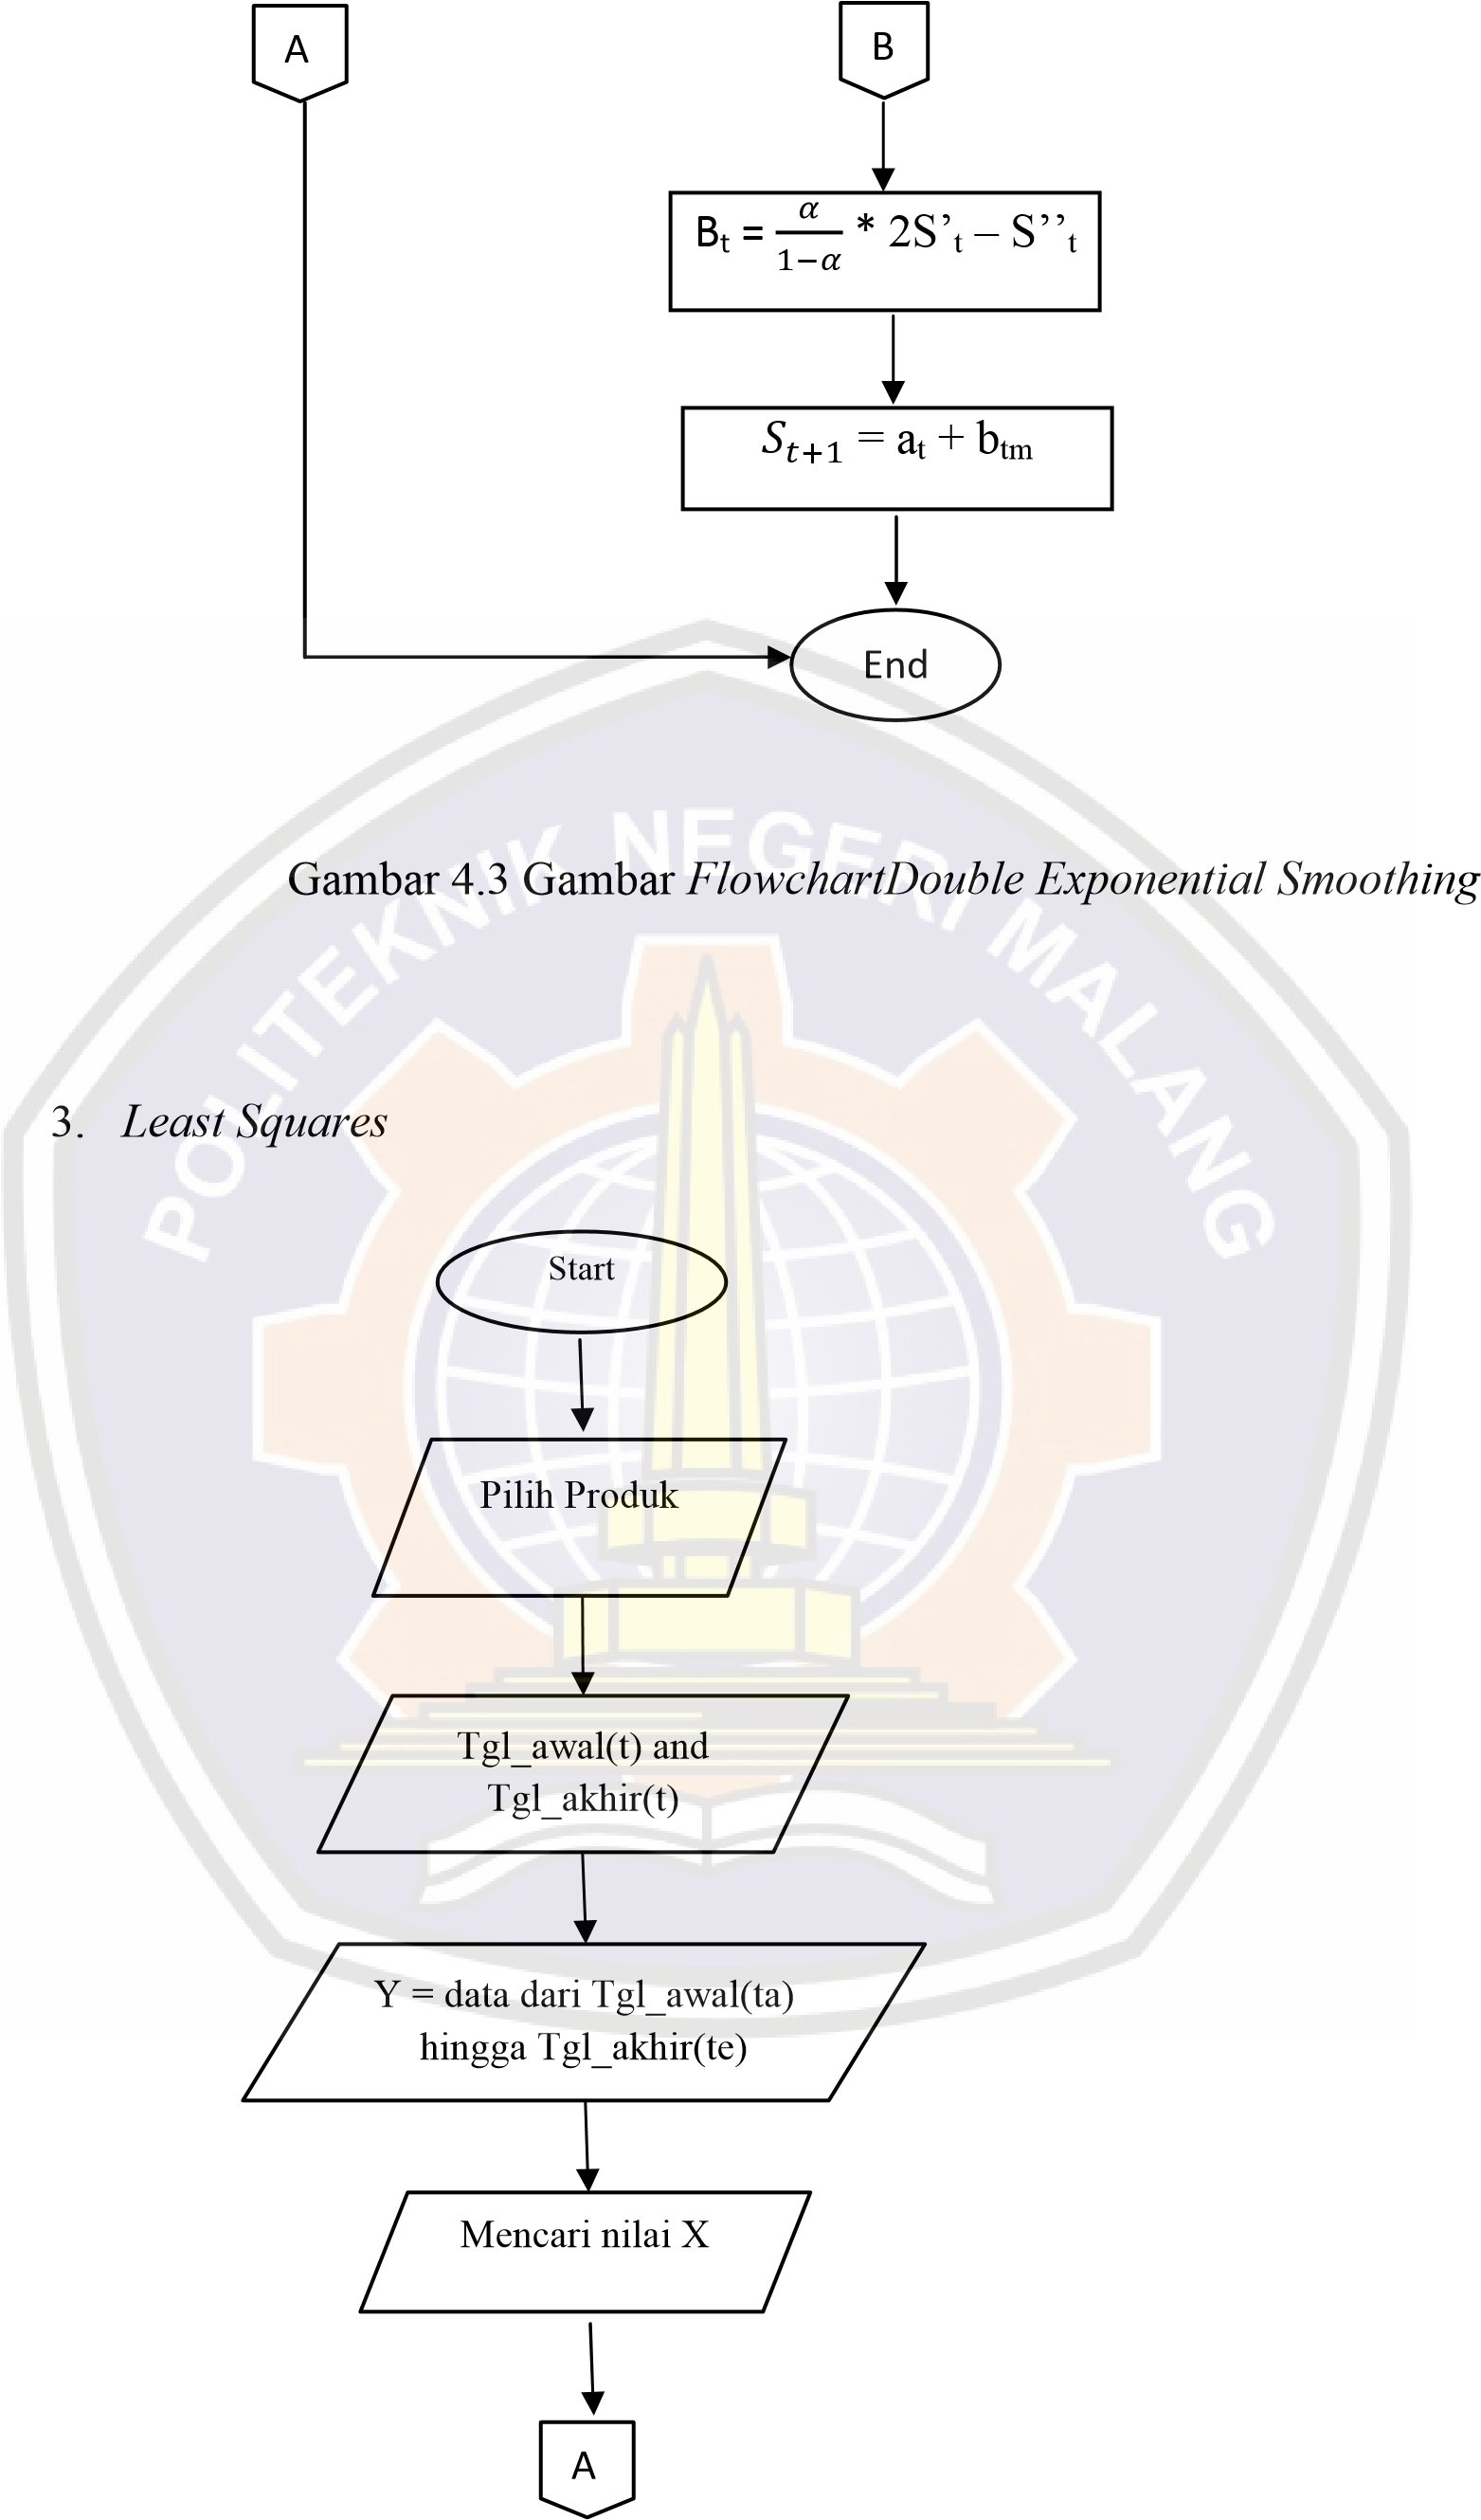 A
B
Bₜ = α/1−α * 2S’ₜ – S’’ₜ
Sₜ₊₁ = aₜ + bₜₘ
End
POLITEKNIK NEGERI MALANG
Gambar 4.3 Gambar FlowchartDouble Exponential Smoothing
3. Least Squares
Start
Pilih Produk
Tgl_awal(t) and
Tgl_akhir(t)
Y = data dari Tgl_awal(ta)
hingga Tgl_akhir(te)
Mencari nilai X
A